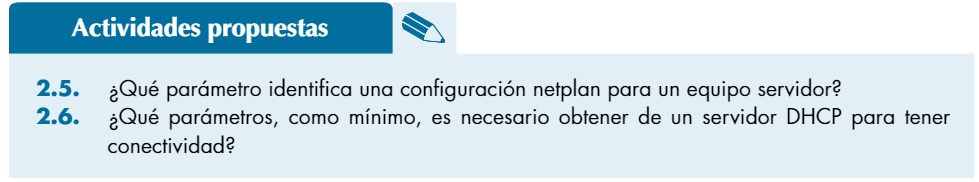 Actividades propuestas
2.5. ¿Qué parámetro identifica una configuración netplan para un equipo servidor?
2.6. ¿Qué parámetros, como mínimo, es necesario obtener de un servidor DHCP para tener
conectividad?